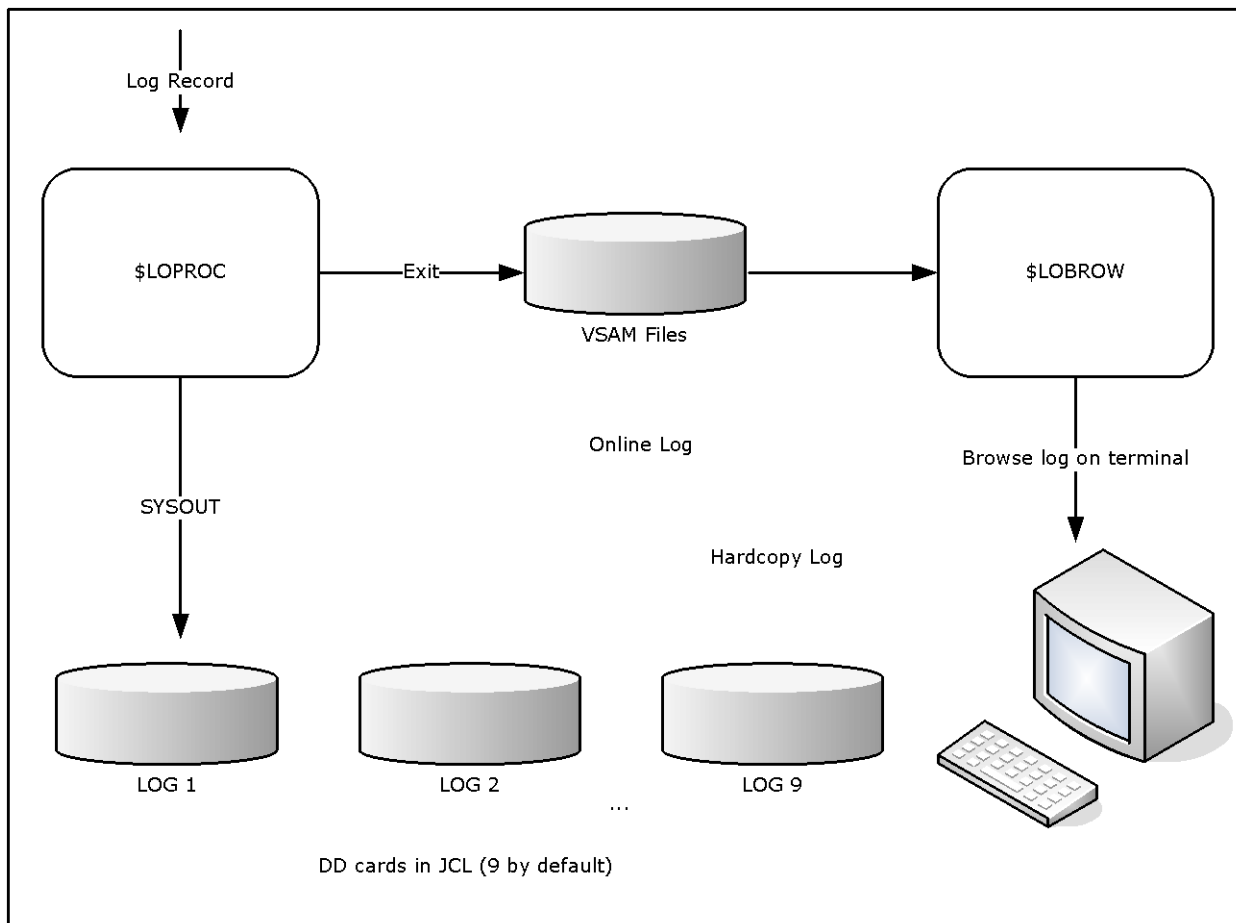 Log Record
$LOPROC
Exit
VSAM Files
$LOBROW
Online Log
Browse log on terminal
SYSOUT
Hardcopy Log
LOG 1
LOG 2
...
LOG 9
DD cards in JCL (9 by default)